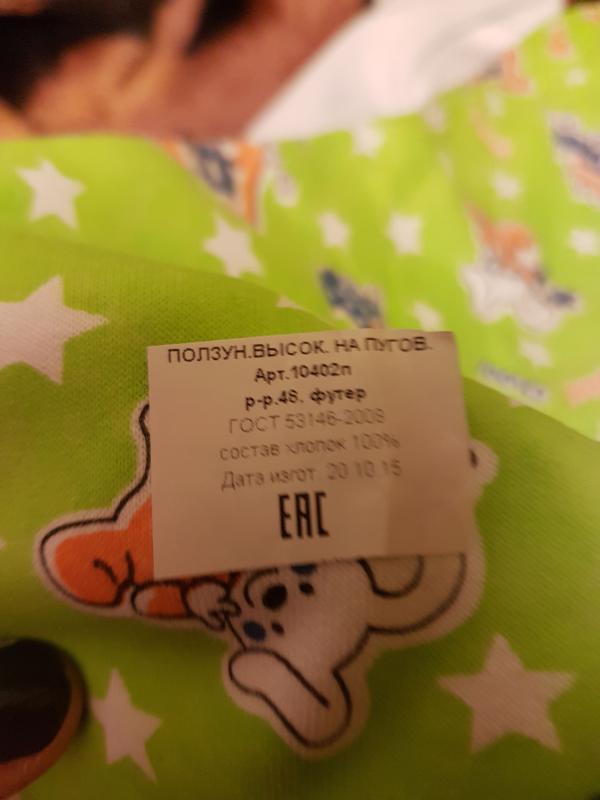 ПОЛЗУН.ВЫСОК. НА ПУГОВ.
Арт.10402п
р-р.48. футер
ГОСТ 53146-2008
состав хлопок 100%
Дата изгот. 20 10 15
ЕАС